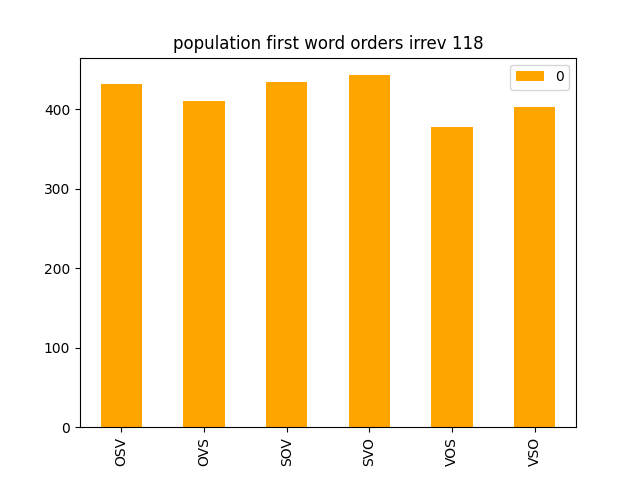 population first word orders irrev 118
0
400
300
200
100
0
OSV
OVS
SOV
SVO
VOS
VSO